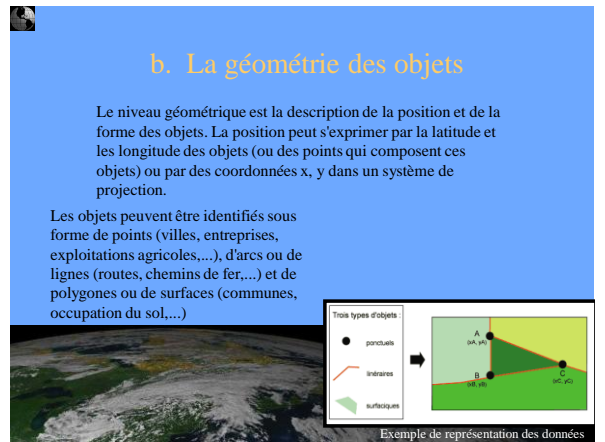 b. La géométrie des objets
Le niveau géométrique est la description de la position et de la
forme des objets. La position peut s'exprimer par la latitude et
les longitude des objets (ou des points qui composent ces
objets) ou par des coordonnées x, y dans un système de
projection.
Les objets peuvent être identifiés sous
forme de points (villes, entreprises,
exploitations agricoles,...), d'arcs ou de
lignes (routes, chemins de fer,...) et de
polygones ou de surfaces (communes,
occupation du sol,...)
Trois types d'objets :
ponctuels
linéraires
surfaciques
A
(xA, yA)
B
(xB, yB)
C
(xC, yC)
Exemple de représentation des données